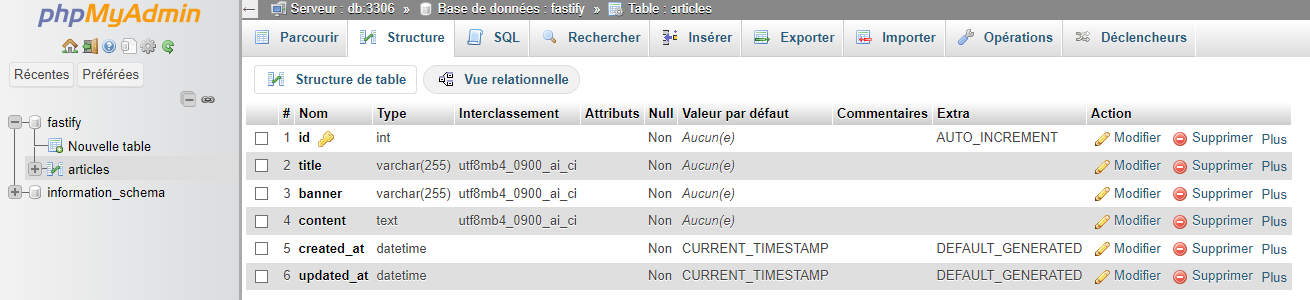 phpMyAdmin
Récentes Préférées
fastify
Nouvelle table
articles
information_schema
← Serveur : db:3306 » Base de données : fastify » Table : articles
Parcourir Structure SQL Rechercher Insérer Exporter Importer Opérations Déclencheurs
Structure de table Vue relationnelle
# Nom Type Interclassement Attributs Null Valeur par défaut Commentaires Extra Action
1 id int Non Aucun(e) AUTO_INCREMENT Modifier Supprimer Plus
2 title varchar(255) utf8mb4_0900_ai_ci Non Aucun(e) Modifier Supprimer Plus
3 banner varchar(255) utf8mb4_0900_ai_ci Non Aucun(e) Modifier Supprimer Plus
4 content text utf8mb4_0900_ai_ci Non Aucun(e) Modifier Supprimer Plus
5 created_at datetime Non CURRENT_TIMESTAMP DEFAULT_GENERATED Modifier Supprimer Plus
6 updated_at datetime Non CURRENT_TIMESTAMP DEFAULT_GENERATED Modifier Supprimer Plus